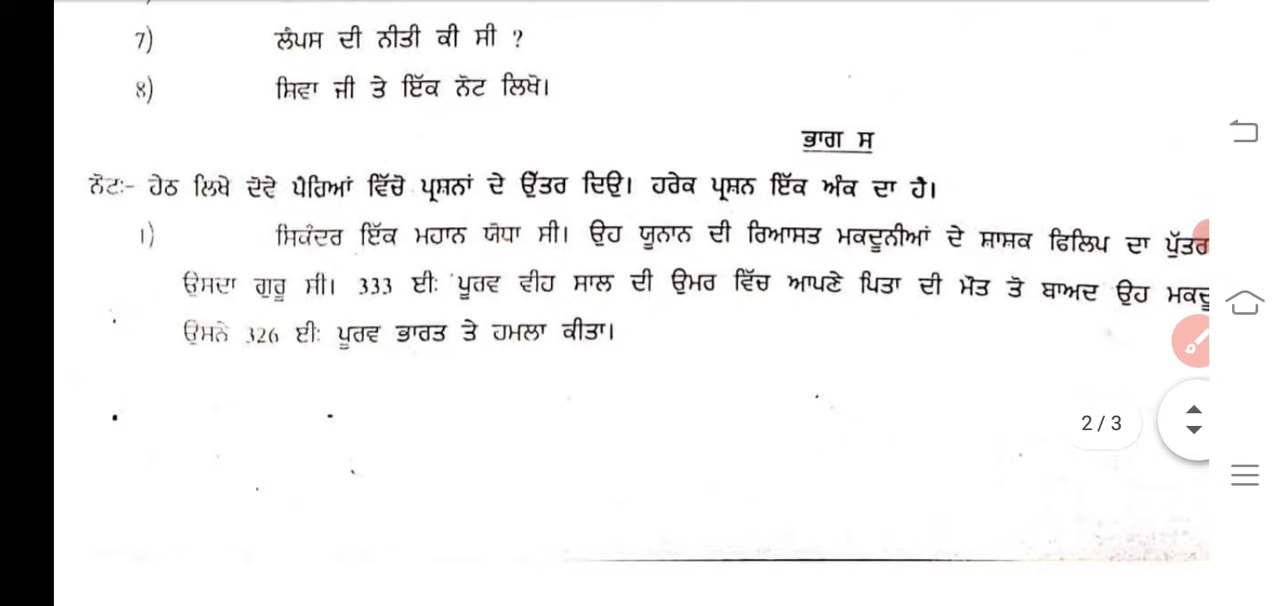 7) ਲੈਪਸ ਦੀ ਨੀਤੀ ਕੀ ਸੀ ?
8) ਸ਼ਿਵਾ ਜੀ ਤੇ ਇੱਕ ਨੋਟ ਲਿਖੋ।
ਭਾਗ ਸ
ਨੋਟ:- ਹੇਠ ਲਿਖੇ ਦੋਵੇ ਪੈਰਿਆਂ ਵਿੱਚੋ ਪ੍ਰਸ਼ਨਾਂ ਦੇ ਉੱਤਰ ਦਿਉ। ਹਰੇਕ ਪ੍ਰਸ਼ਨ ਇੱਕ ਅੰਕ ਦਾ ਹੈ।
1) ਸਿਕੰਦਰ ਇੱਕ ਮਹਾਨ ਯੋਧਾ ਸੀ। ਉਹ ਯੂਨਾਨ ਦੀ ਰਿਆਸਤ ਮਕਦੂਨੀਆਂ ਦੇ ਸ਼ਾਸਕ ਫਿਲਿਪ ਦਾ ਪੁੱਤਰ
ਉਸਦਾ ਗੁਰੂ ਸੀ। 333 ਈ: ਪੂਰਵ ਵੀਹ ਸਾਲ ਦੀ ਉਮਰ ਵਿੱਚ ਆਪਣੇ ਪਿਤਾ ਦੀ ਮੌਤ ਤੋ ਬਾਅਦ ਉਹ ਮਕਦੂ
ਉਸਨੇ 326 ਈ: ਪੂਰਵ ਭਾਰਤ ਤੇ ਹਮਲਾ ਕੀਤਾ।
2 / 3